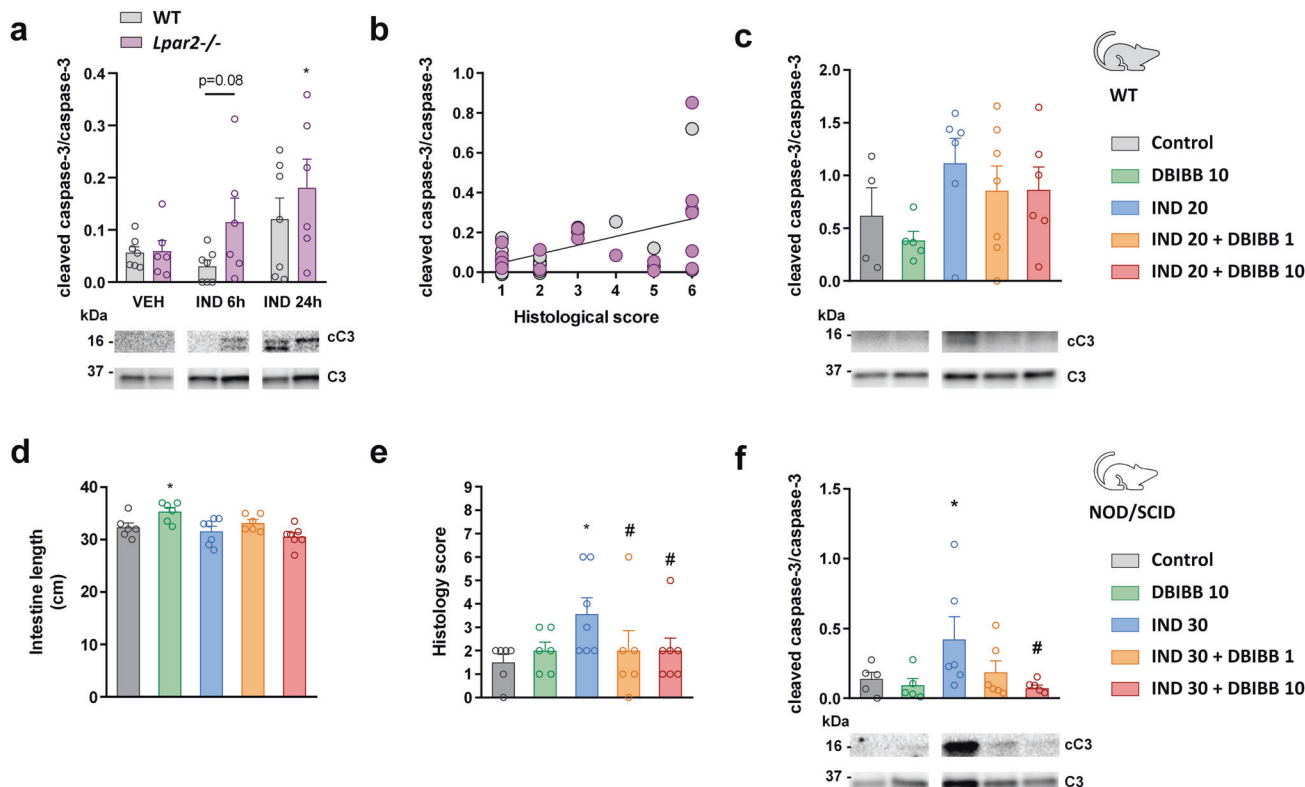 a
WT
Lpar2-/-
cleaved caspase-3/caspase-3
0.4
0.3
0.2
0.1
0.0
p=0.08
*
VEH
IND 6h
IND 24h
kDa
16 -
cC3
37 -
C3
b
cleaved caspase-3/caspase-3
1.0
0.8
0.6
0.4
0.2
0.0
1 2 3 4 5 6
Histological score
c
cleaved caspase-3/caspase-3
2.0
1.5
1.0
0.5
0.0
kDa
16 -
cC3
37 -
C3
WT
Control
DBIBB 10
IND 20
IND 20 + DBIBB 1
IND 20 + DBIBB 10
d
Intestine length
(cm)
40
30
20
10
0
*
e
Histology score
9
8
7
6
5
4
3
2
1
0
* # #
f
cleaved caspase-3/caspase-3
1.5
1.0
0.5
0.0
* #
kDa
16 -
cC3
37 -
C3
NOD/SCID
Control
DBIBB 10
IND 30
IND 30 + DBIBB 1
IND 30 + DBIBB 10